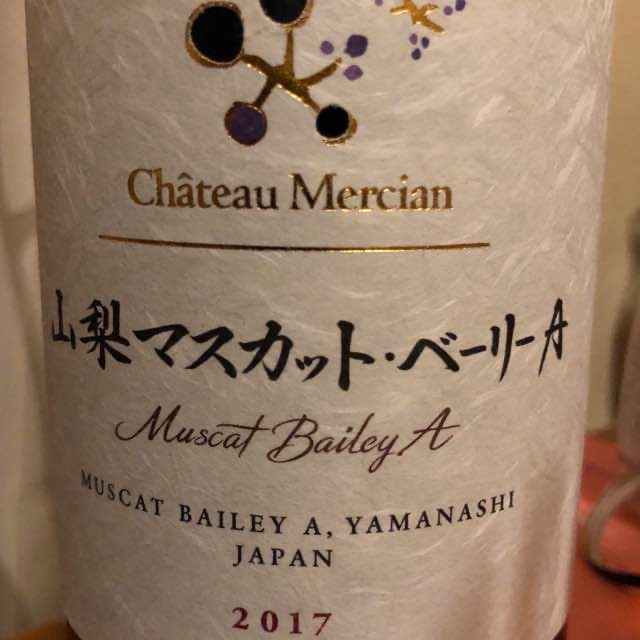 Château Mercian
山梨マスカット・ベーリーA
Muscat Bailey A
MUSCAT BAILEY A, YAMANASHI
JAPAN
2017